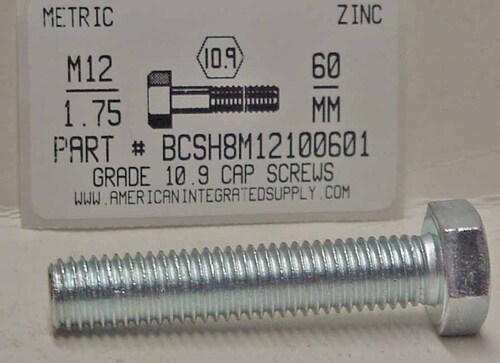 METRIC ZINC
M12 10.9 60
1.75 MM
PART # BCSH8M12100601
GRADE 10.9 CAP SCREWS
WWW.AMERICANINTEGRATEDSUPPLY.COM